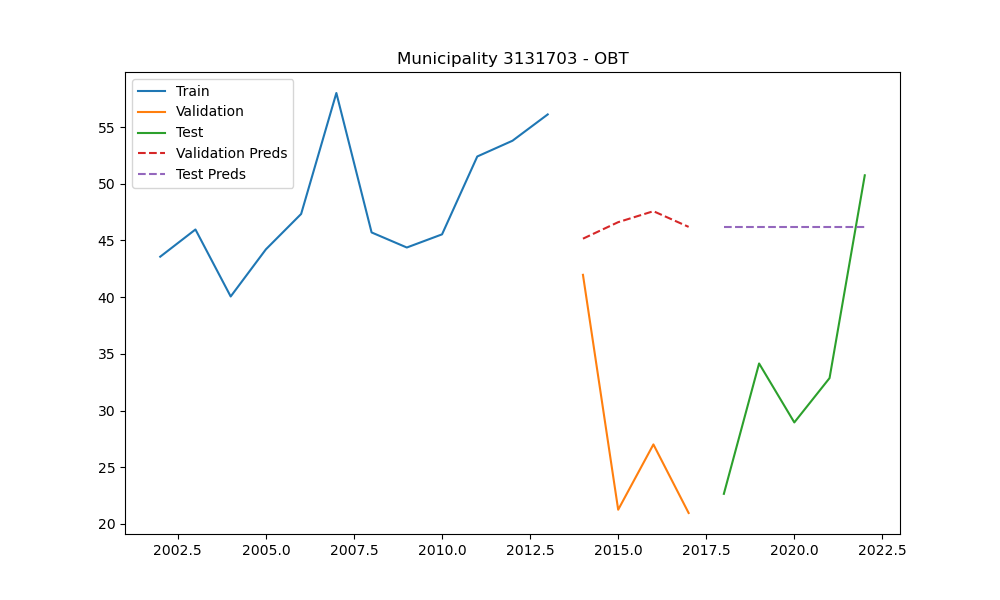 Municipality 3131703 - OBT
Train
Validation
Test
Validation Preds
Test Preds
55
50
45
40
35
30
25
20
2002.5 2005.0 2007.5 2010.0 2012.5 2015.0 2017.5 2020.0 2022.5